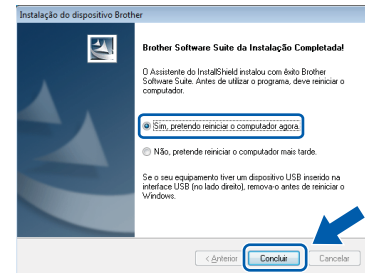 Instalação do dispositivo Brother
Brother Software Suite da Instalação Completada!
O Assistente do InstallShield instalou com êxito Brother
Software Suite. Antes de utilizar o programa, deve reiniciar o
computador.
Sim, pretendo reiniciar o computador agora.
Não, pretende reiniciar o computador mais tarde.
Se o seu equipamento tiver um dispositivo USB inserido na
interface USB (no lado direito), remova-o antes de reiniciar o
Windows.
< Anterior Concluir Cancelar